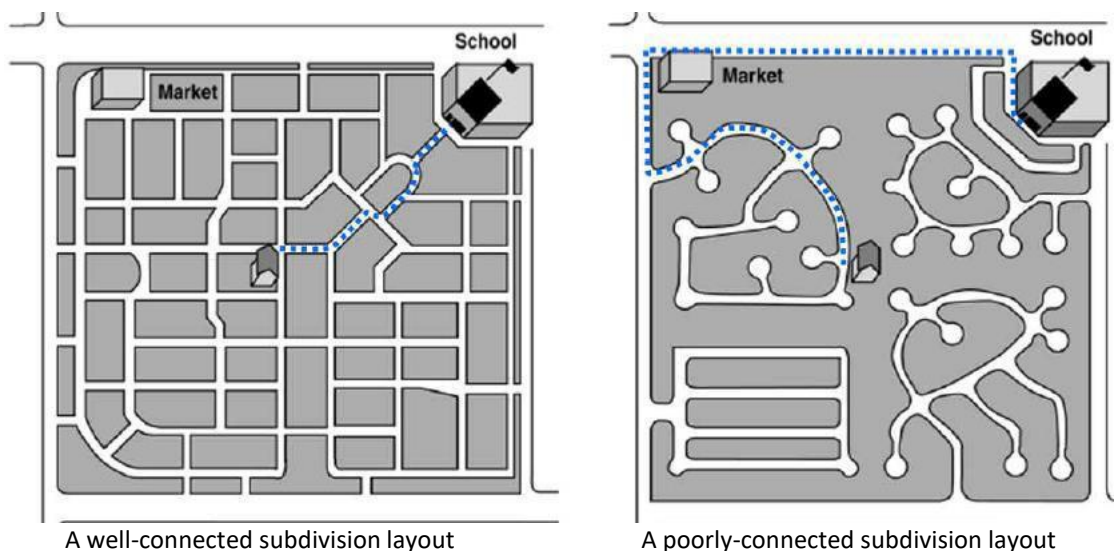 School
Market
School
Market
A well-connected subdivision layout
A poorly-connected subdivision layout